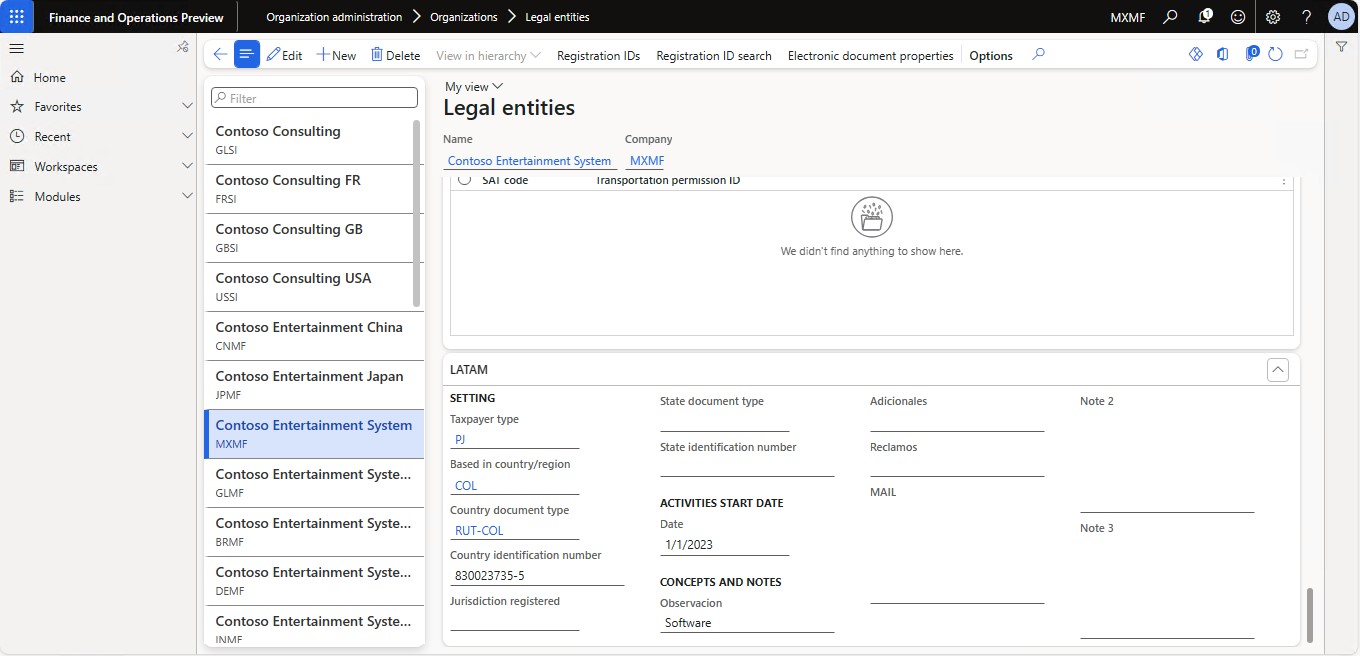 Finance and Operations Preview
Organization administration > Organizations > Legal entities
MXMF
1
?
AD
Edit
New
Delete
View in hierarchy
Registration IDs
Registration ID search
Electronic document properties
Options
0
Home
Favorites
Recent
Workspaces
Modules
Filter
Contoso Consulting
GLSI
Contoso Consulting FR
FRSI
Contoso Consulting GB
GBSI
Contoso Consulting USA
USSI
Contoso Entertainment China
CNMF
Contoso Entertainment Japan
JPMF
Contoso Entertainment System
MXMF
Contoso Entertainment Syste...
GLMF
Contoso Entertainment Syste...
BRMF
Contoso Entertainment Syste...
DEMF
Contoso Entertainment Syste...
INMF
My view
Legal entities
Name
Company
Contoso Entertainment System
MXMF
SAT code
Transportation permission ID
We didn't find anything to show here.
LATAM
SETTING
Taxpayer type
PJ
Based in country/region
COL
Country document type
RUT-COL
Country identification number
830023735-5
Jurisdiction registered
State document type
State identification number
ACTIVITIES START DATE
Date
1/1/2023
CONCEPTS AND NOTES
Observacion
Software
Adicionales
Reclamos
MAIL
Note 2
Note 3